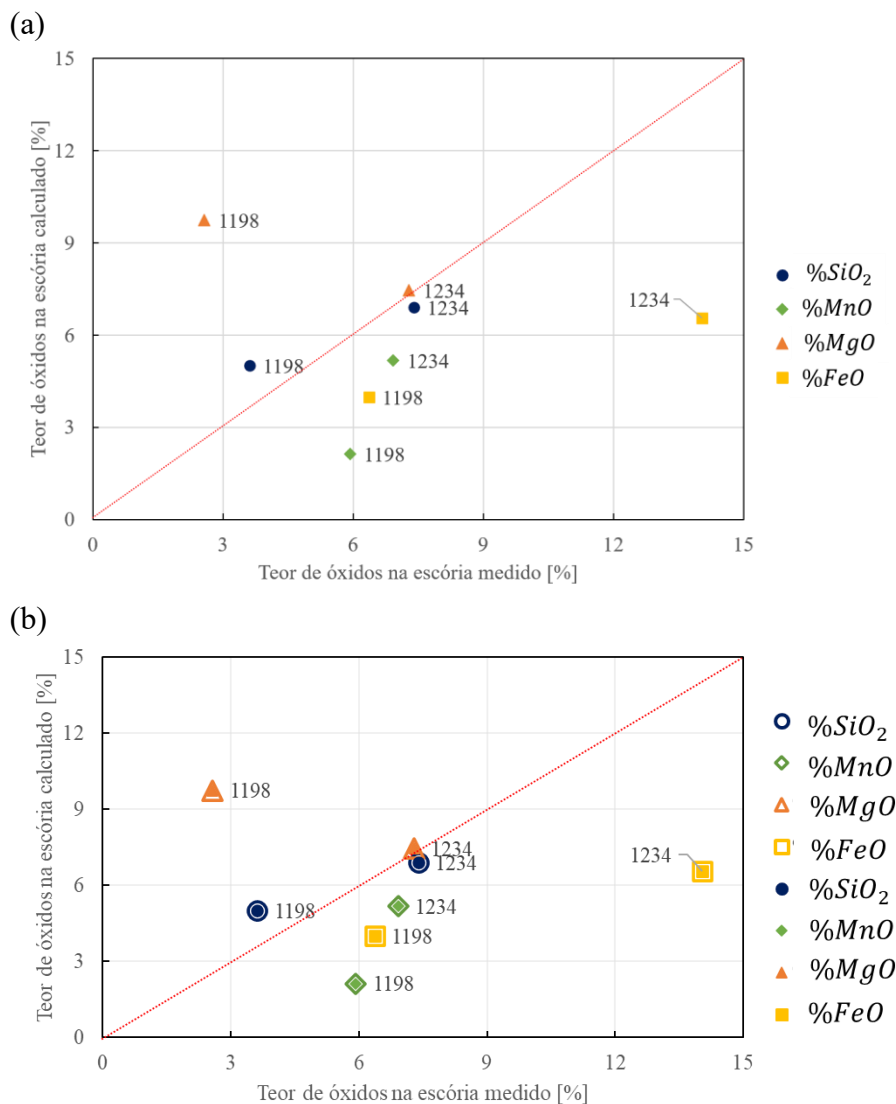 (a)
15
12
9
6
3
0
0 3 6 9 12 15
Teor de óxidos na escória calculado [%]
Teor de óxidos na escória medido [%]
1198
1234
1234
1234
1198
1234
1198
1198
%SiO₂
%MnO
%MgO
%FeO
(b)
15
12
9
6
3
0
0 3 6 9 12 15
Teor de óxidos na escória calculado [%]
Teor de óxidos na escória medido [%]
1198
1234
1234
1234
1198
1234
1198
1198
%SiO₂
%MnO
%MgO
%FeO
%SiO₂
%MnO
%MgO
%FeO